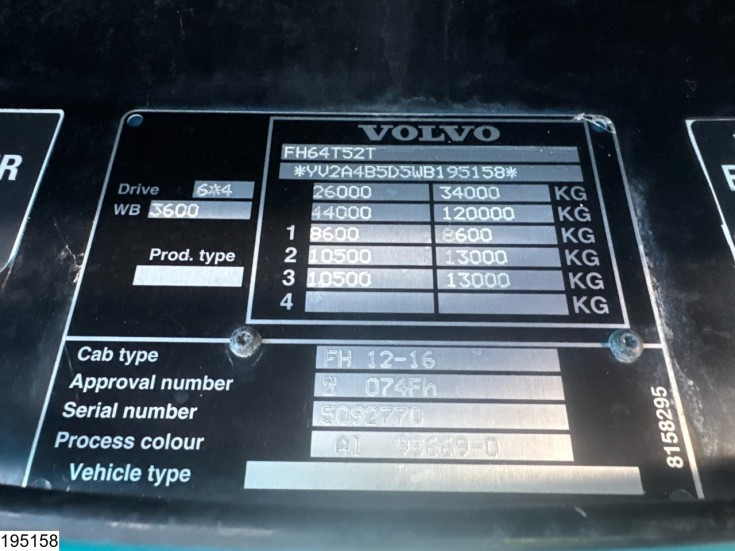 VOLVO
FH64T52T
*YV2A4B5D5WB195158*
Drive 6*4 26000 34000 KG
WB 3600 44000 120000 KG
1 8600 8600 KG
Prod. type 2 10500 13000 KG
3 10500 13000 KG
4 KG
Cab type FH 12-16
Approval number 074Fh
Serial number 5092770
Process colour AI
Vehicle type
8158295
R
195158